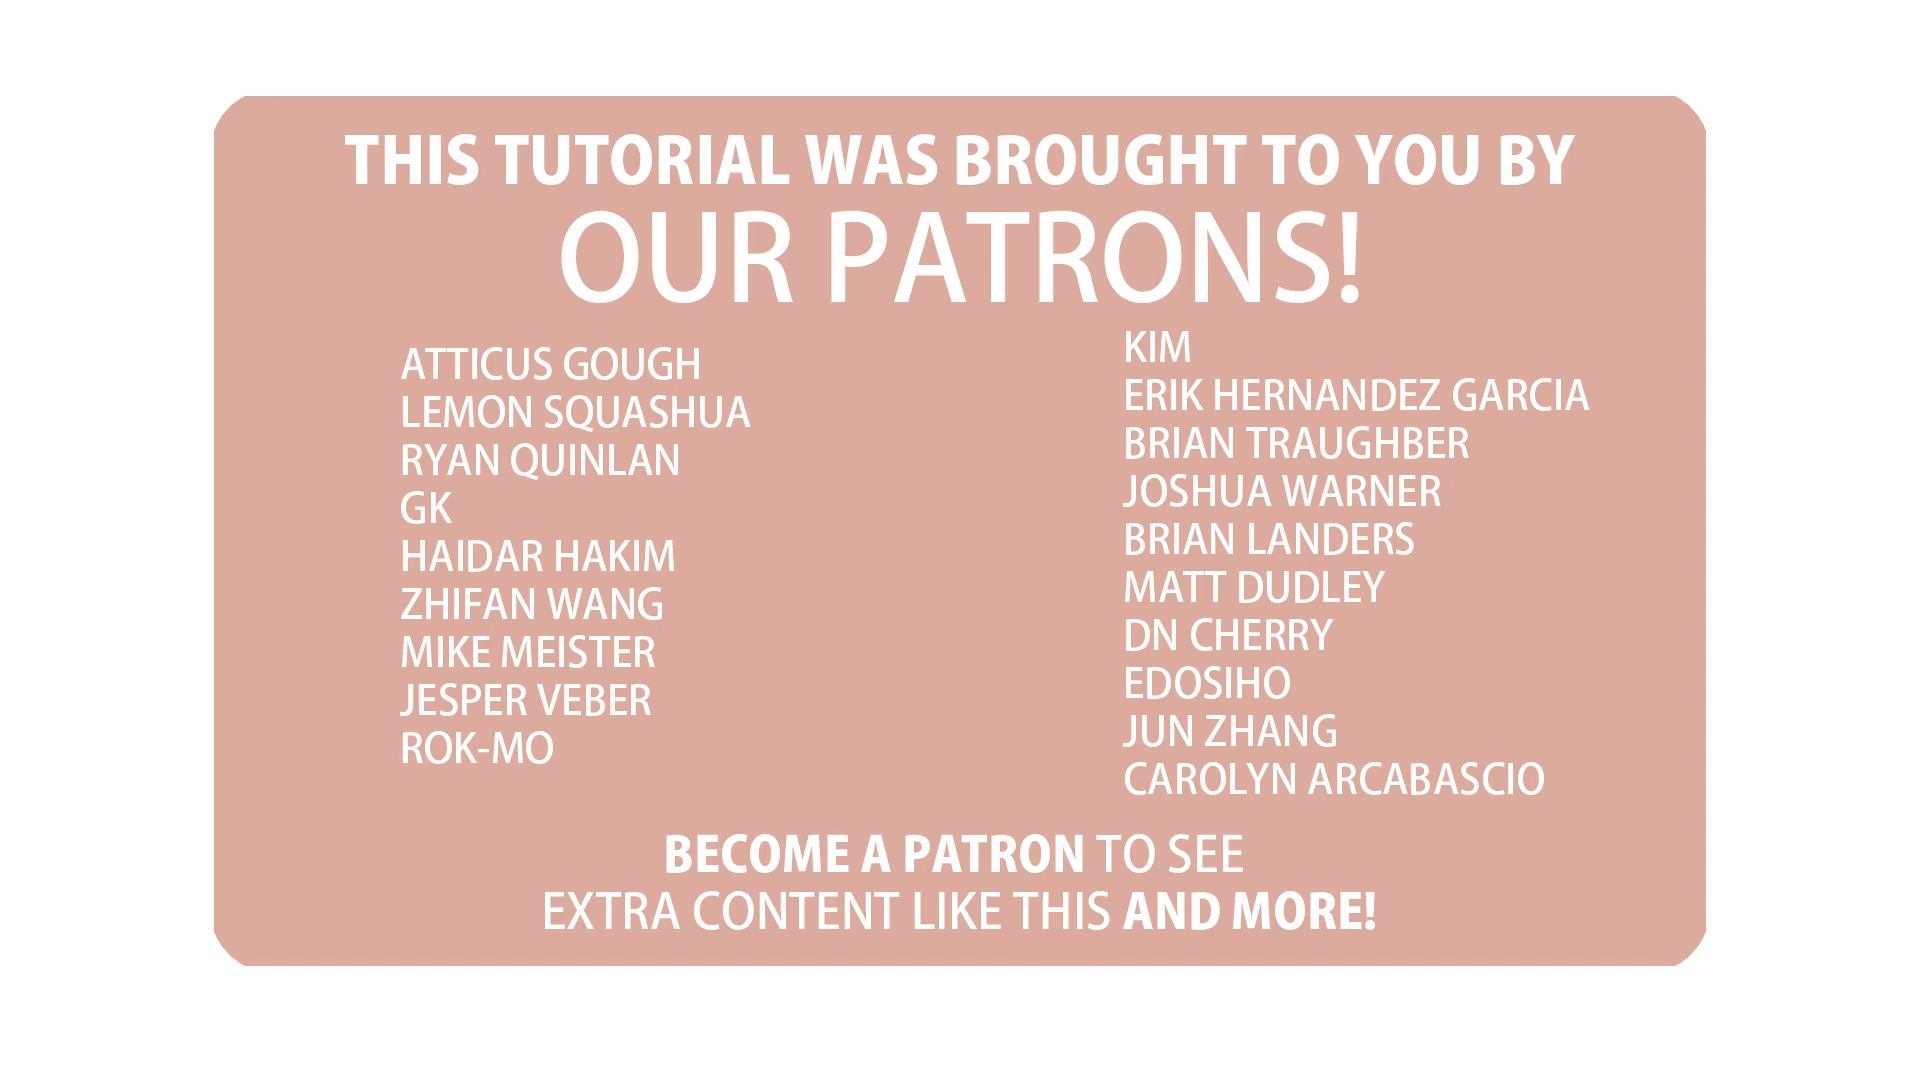 THIS TUTORIAL WAS BROUGHT TO YOU BY
OUR PATRONS!
ATTICUS GOUGH
LEMON SQUASHUA
RYAN QUINLAN
GK
HAIDAR HAKIM
ZHIFAN WANG
MIKE MEISTER
JESPER VEBER
ROK-MO
KIM
ERIK HERNANDEZ GARCIA
BRIAN TRAUGHBER
JOSHUA WARNER
BRIAN LANDERS
MATT DUDLEY
DN CHERRY
EDOSIHO
JUN ZHANG
CAROLYN ARCABASCIO
BECOME A PATRON TO SEE
EXTRA CONTENT LIKE THIS AND MORE!